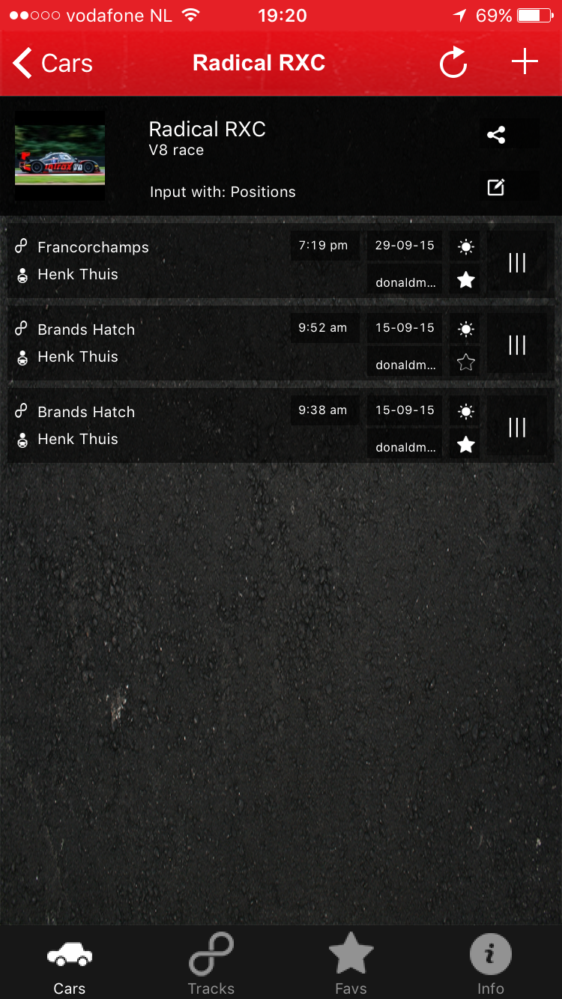 vodafone NL 19:20 69%
Cars Radical RXC
Radical RXC
V8 race
Input with: Positions
Francorchamps 7:19 pm 29-09-15
Henk Thuis donaldm...
Brands Hatch 9:52 am 15-09-15
Henk Thuis donaldm...
Brands Hatch 9:38 am 15-09-15
Henk Thuis donaldm...
Cars Tracks Favs Info